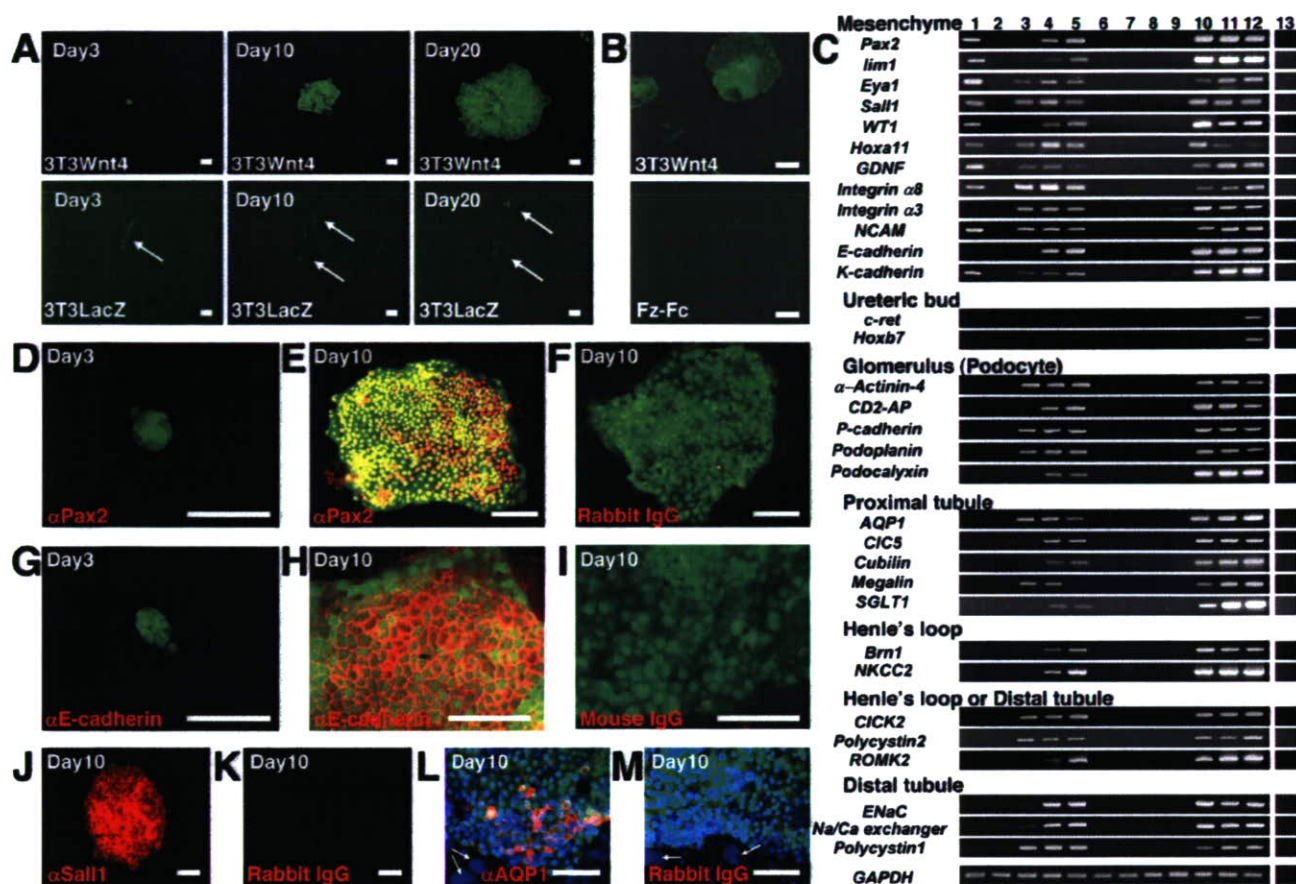 A
Day3
Day10
Day20
3T3Wnt4
3T3Wnt4
3T3Wnt4
Day3
Day10
Day20
3T3LacZ
3T3LacZ
3T3LacZ
B
3T3Wnt4
Fz-Fc
C
Mesenchyme 1 2 3 4 5 6 7 8 9 10 11 12 13
Pax2
lim1
Eya1
Sall1
WT1
Hoxa11
GDNF
Integrin α8
Integrin α3
NCAM
E-cadherin
K-cadherin
Ureteric bud
c-ret
Hoxb7
Glomerulus (Podocyte)
α-Actinin-4
CD2-AP
P-cadherin
Podoplanin
Podocalyxin
Proximal tubule
AQP1
ClC5
Cubilin
Megalin
SGLT1
Henle's loop
Brn1
NKCC2
Henle's loop or Distal tubule
ClCK2
Polycystin2
ROMK2
Distal tubule
ENaC
Na/Ca exchanger
Polycystin1
GAPDH
D
Day3
αPax2
E
Day10
αPax2
F
Day10
Rabbit IgG
G
Day3
αE-cadherin
H
Day10
αE-cadherin
I
Day10
Mouse IgG
J
Day10
αSall1
K
Day10
Rabbit IgG
L
Day10
αAQP1
M
Day10
Rabbit IgG